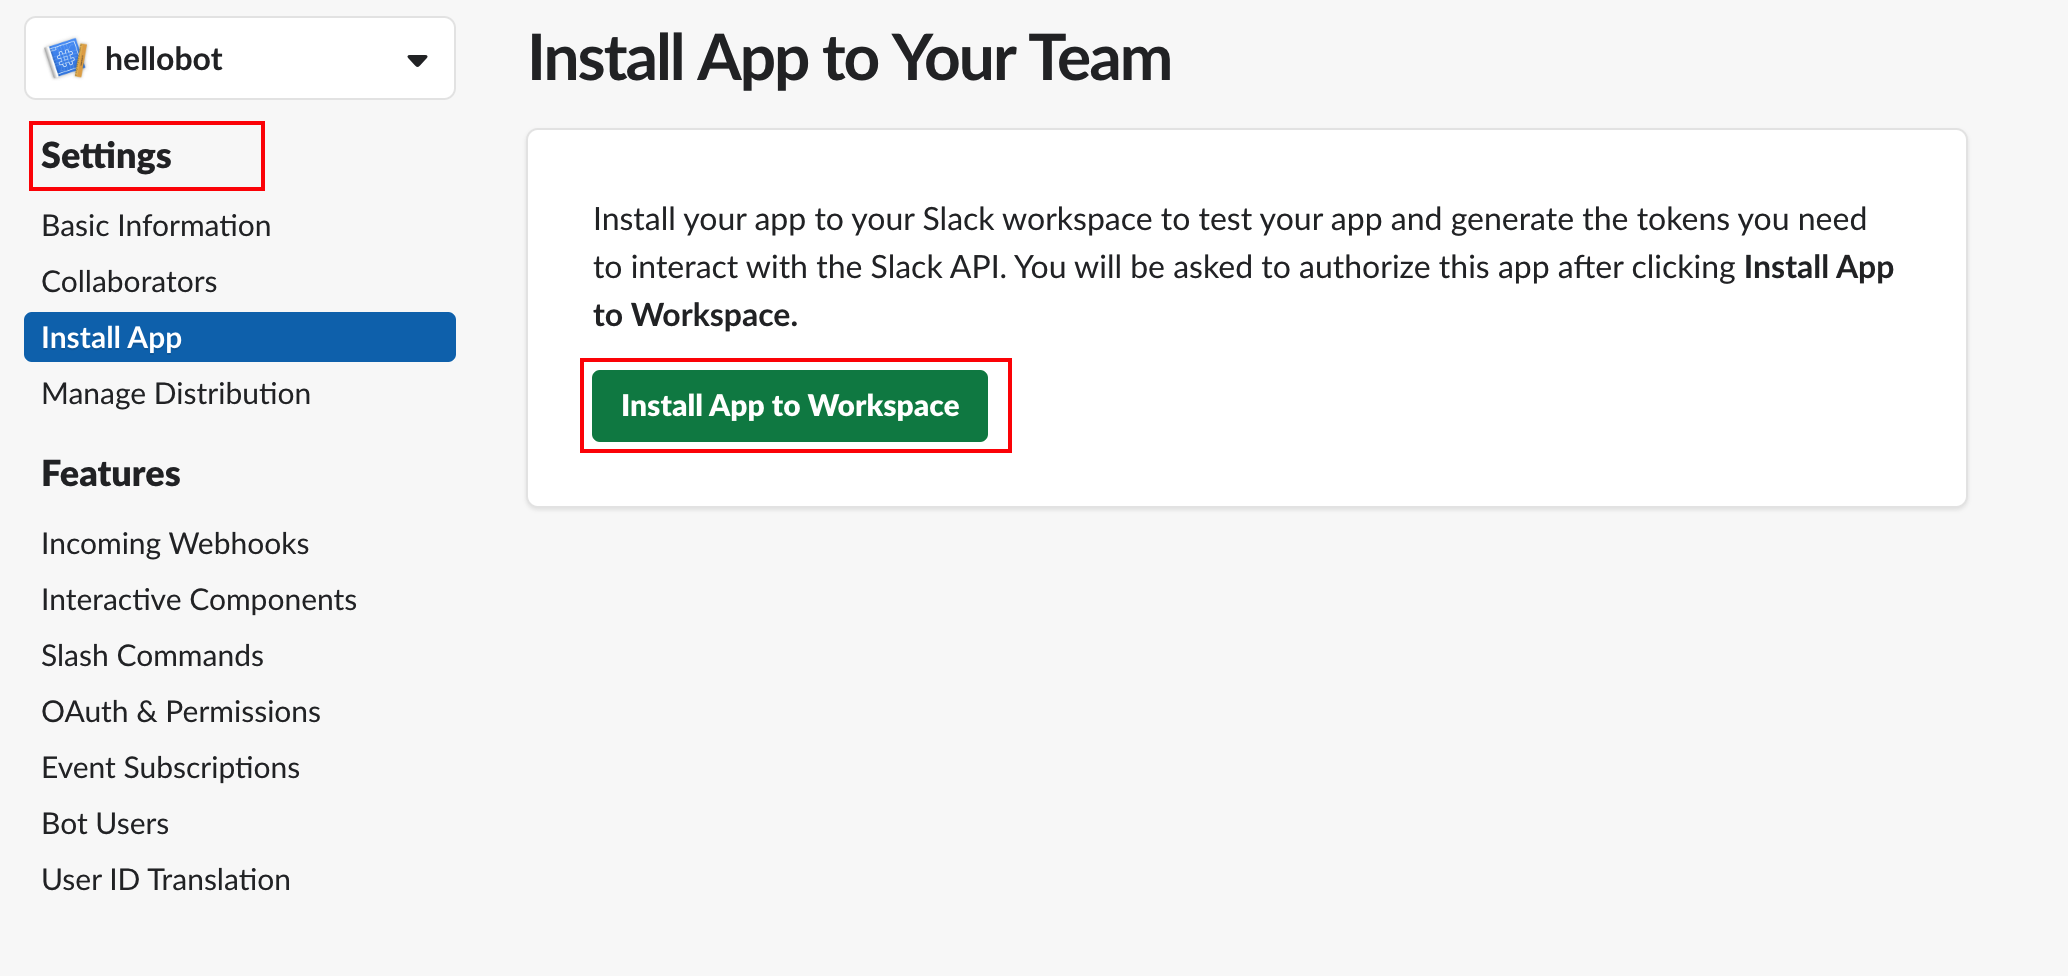 hellobot
Settings
Basic Information
Collaborators
Install App
Manage Distribution
Features
Incoming Webhooks
Interactive Components
Slash Commands
OAuth & Permissions
Event Subscriptions
Bot Users
User ID Translation
Install App to Your Team
Install your app to your Slack workspace to test your app and generate the tokens you need
to interact with the Slack API. You will be asked to authorize this app after clicking Install App
to Workspace.
Install App to Workspace